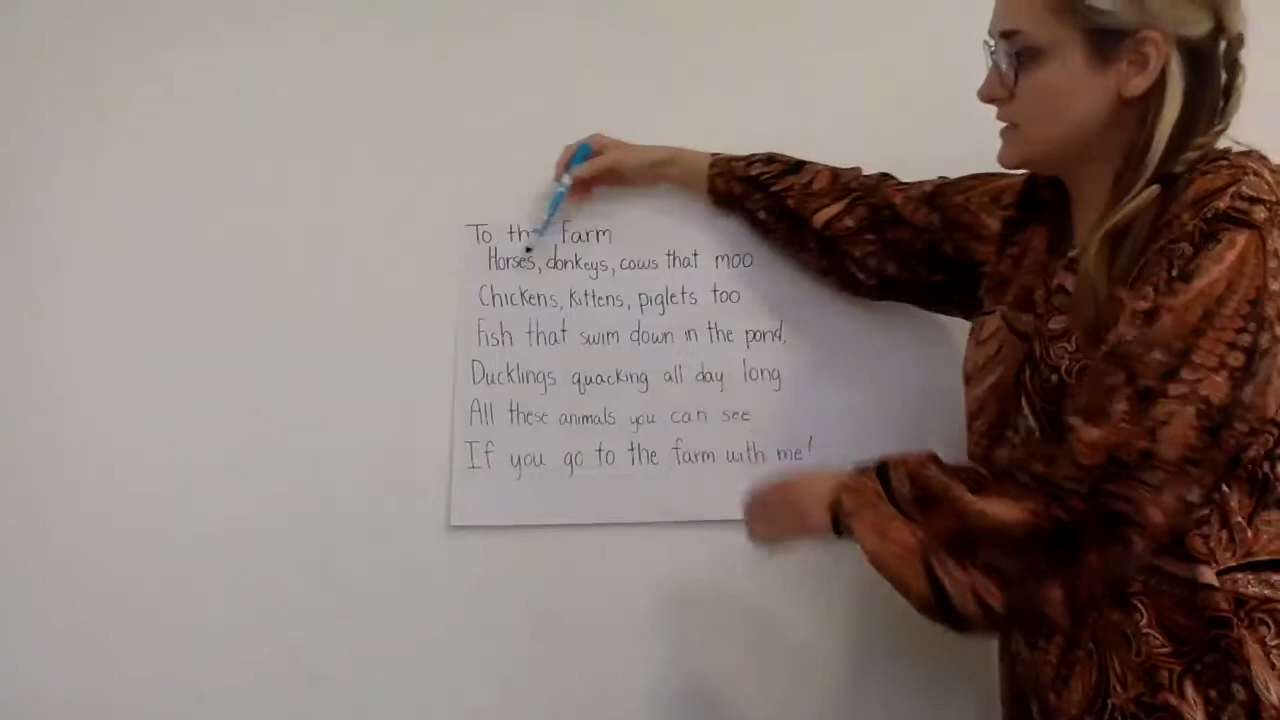 To the Farm
Horses, donkeys, cows that moo
Chickens, kittens, piglets too
Fish that swim down in the pond,
Ducklings quacking all day long
All these animals you can see
If you go to the farm with me!